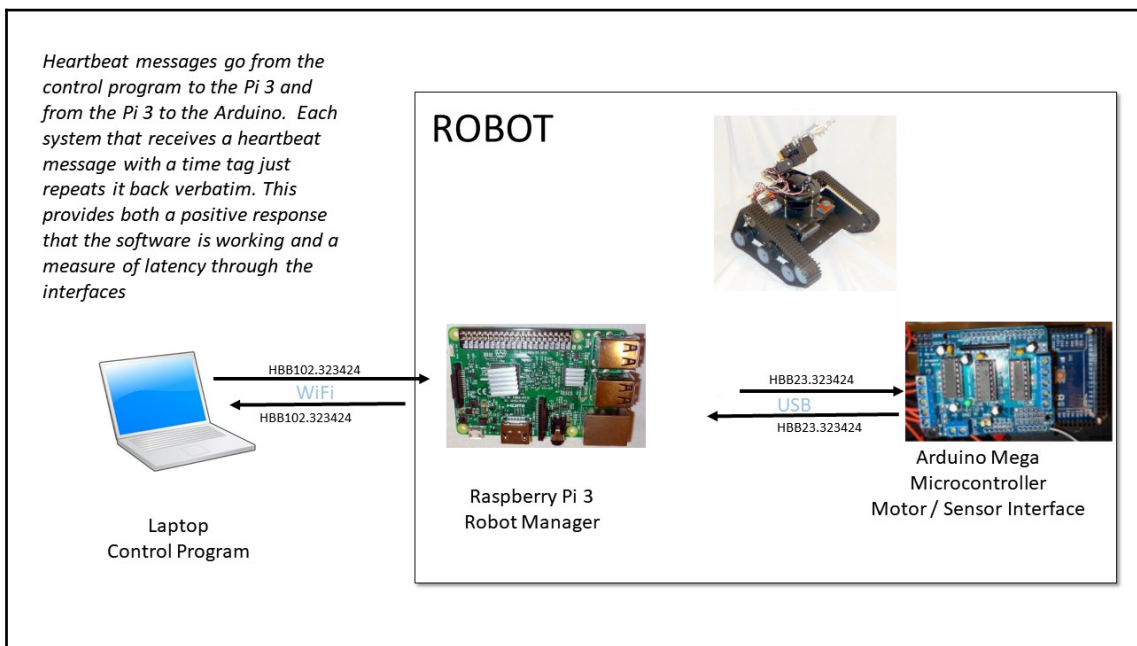 Heartbeat messages go from the
control program to the Pi 3 and
from the Pi 3 to the Arduino. Each
system that receives a heartbeat
message with a time tag just
repeats it back verbatim. This
provides both a positive response
that the software is working and a
measure of latency through the
interfaces
ROBOT
HBB102.323424
WiFi
HBB102.323424
HBB23.323424
USB
HBB23.323424
Laptop
Control Program
Raspberry Pi 3
Robot Manager
Arduino Mega
Microcontroller
Motor / Sensor Interface